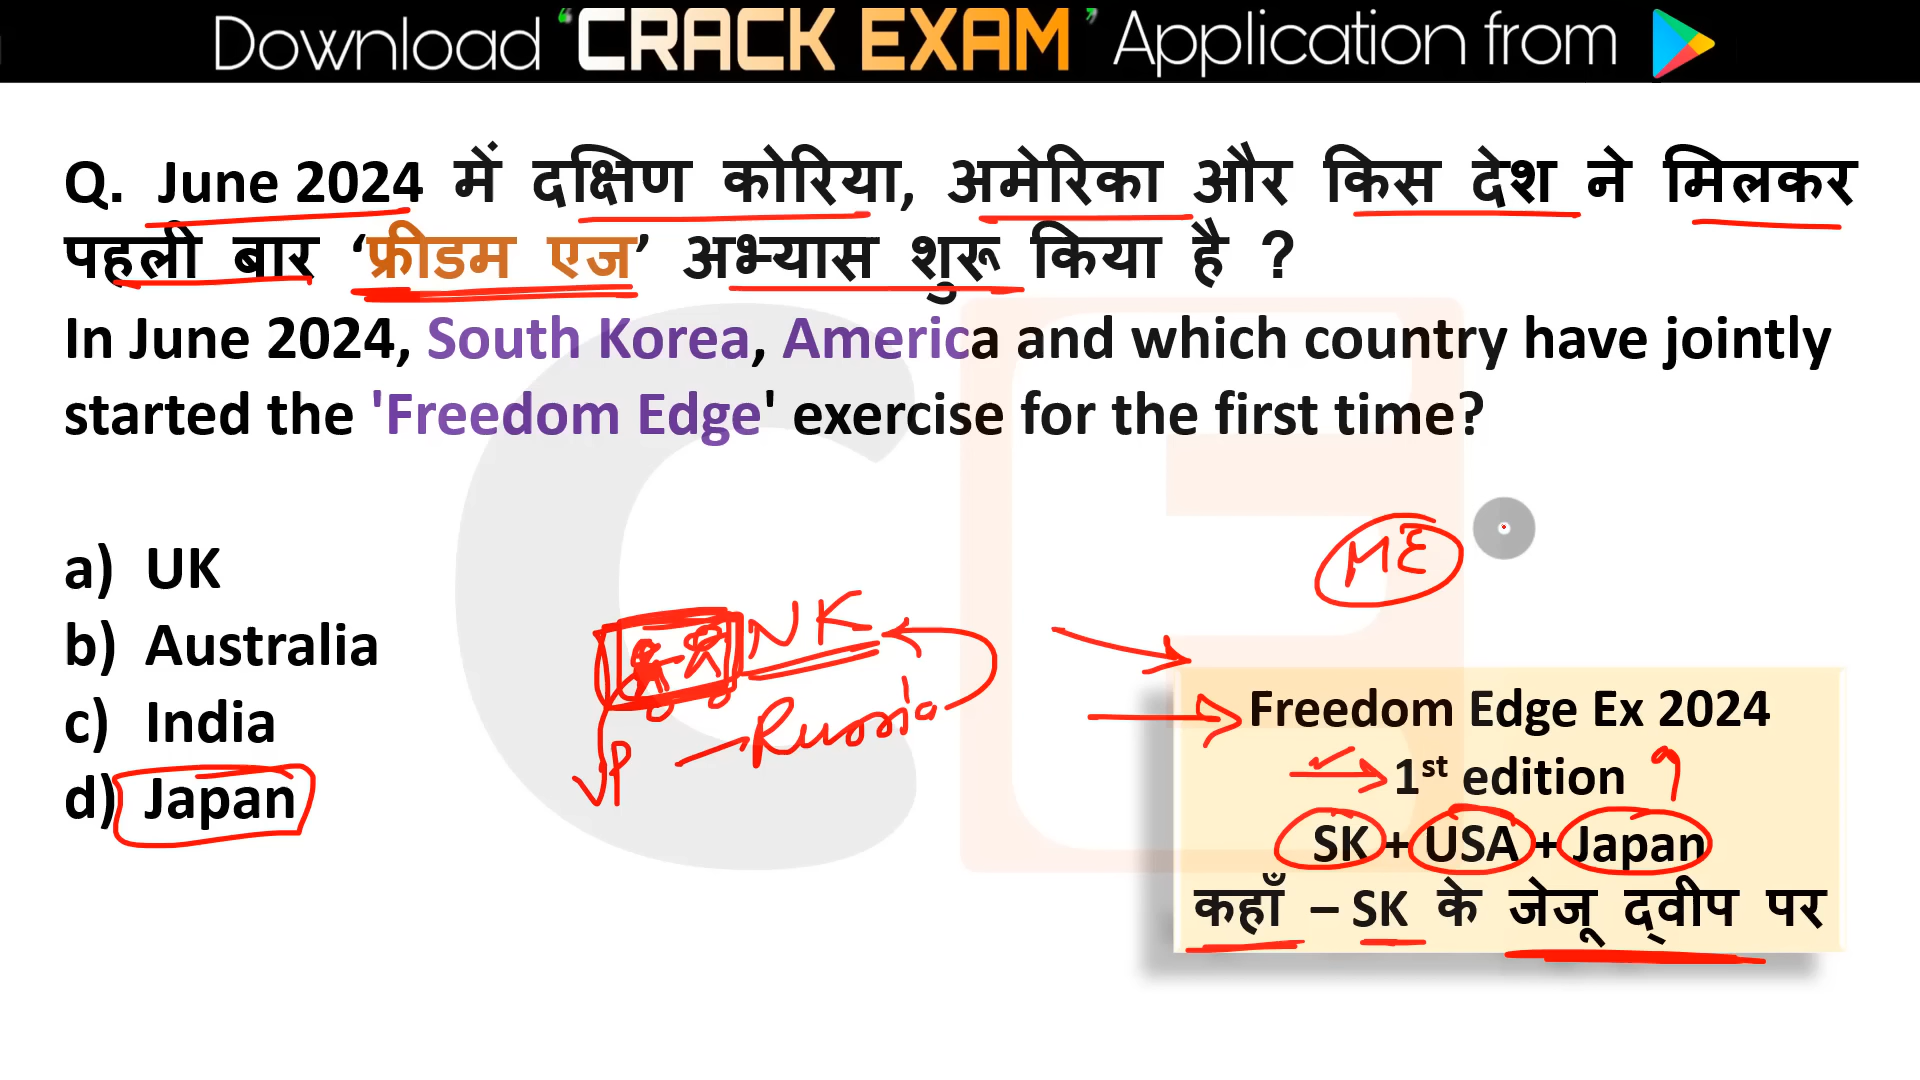 Download ‘CRACK EXAM’ Application from
Q. June 2024 में दक्षिण कोरिया, अमेरिका और किस देश ने मिलकर
पहली बार ‘फ्रीडम एज’ अभ्यास शुरू किया है ?
In June 2024, South Korea, America and which country have jointly
started the 'Freedom Edge' exercise for the first time?
a) UK
b) Australia
c) India
d) Japan
ME
NK
Russia
VP
Freedom Edge Ex 2024
1st edition
SK + USA + Japan
कहाँ – SK के जेजू द्वीप पर